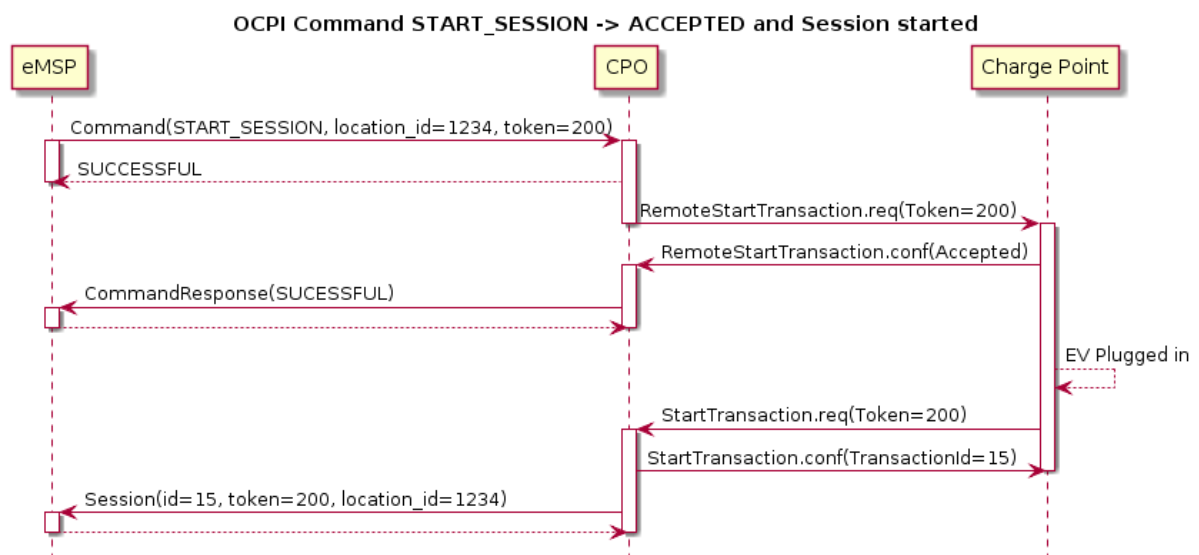 OCPI Command START_SESSION -> ACCEPTED and Session started
eMSP
CPO
Charge Point
Command(START_SESSION, location_id=1234, token=200)
SUCCESSFUL
RemoteStartTransaction.req(Token=200)
RemoteStartTransaction.conf(Accepted)
CommandResponse(SUCESSFUL)
EV Plugged in
StartTransaction.req(Token=200)
StartTransaction.conf(TransactionId=15)
Session(id=15, token=200, location_id=1234)